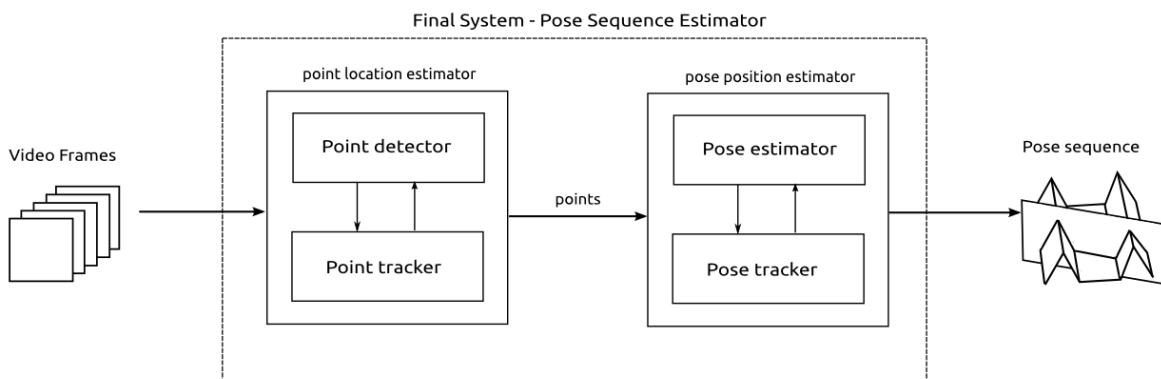 Final System - Pose Sequence Estimator
point location estimator
pose position estimator
Video Frames
Point detector
Point tracker
points
Pose estimator
Pose tracker
Pose sequence